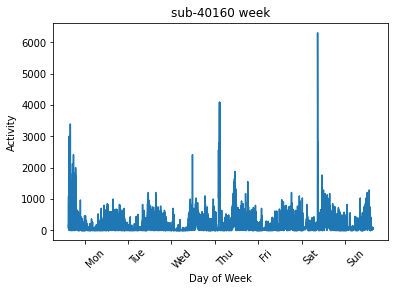 sub-40160 week
Activity
6000
5000
4000
3000
2000
1000
0
Mon
Tue
Wed
Thu
Fri
Sat
Sun
Day of Week